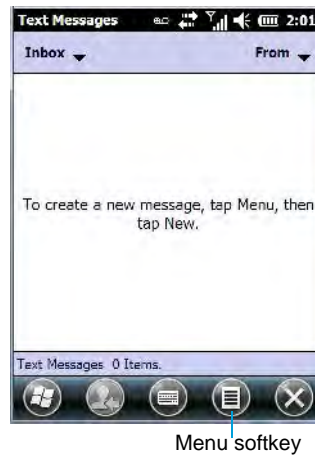 Text Messages 2:01
Inbox From
To create a new message, tap Menu, then
tap New.
Text Messages 0 Items.
Menu softkey